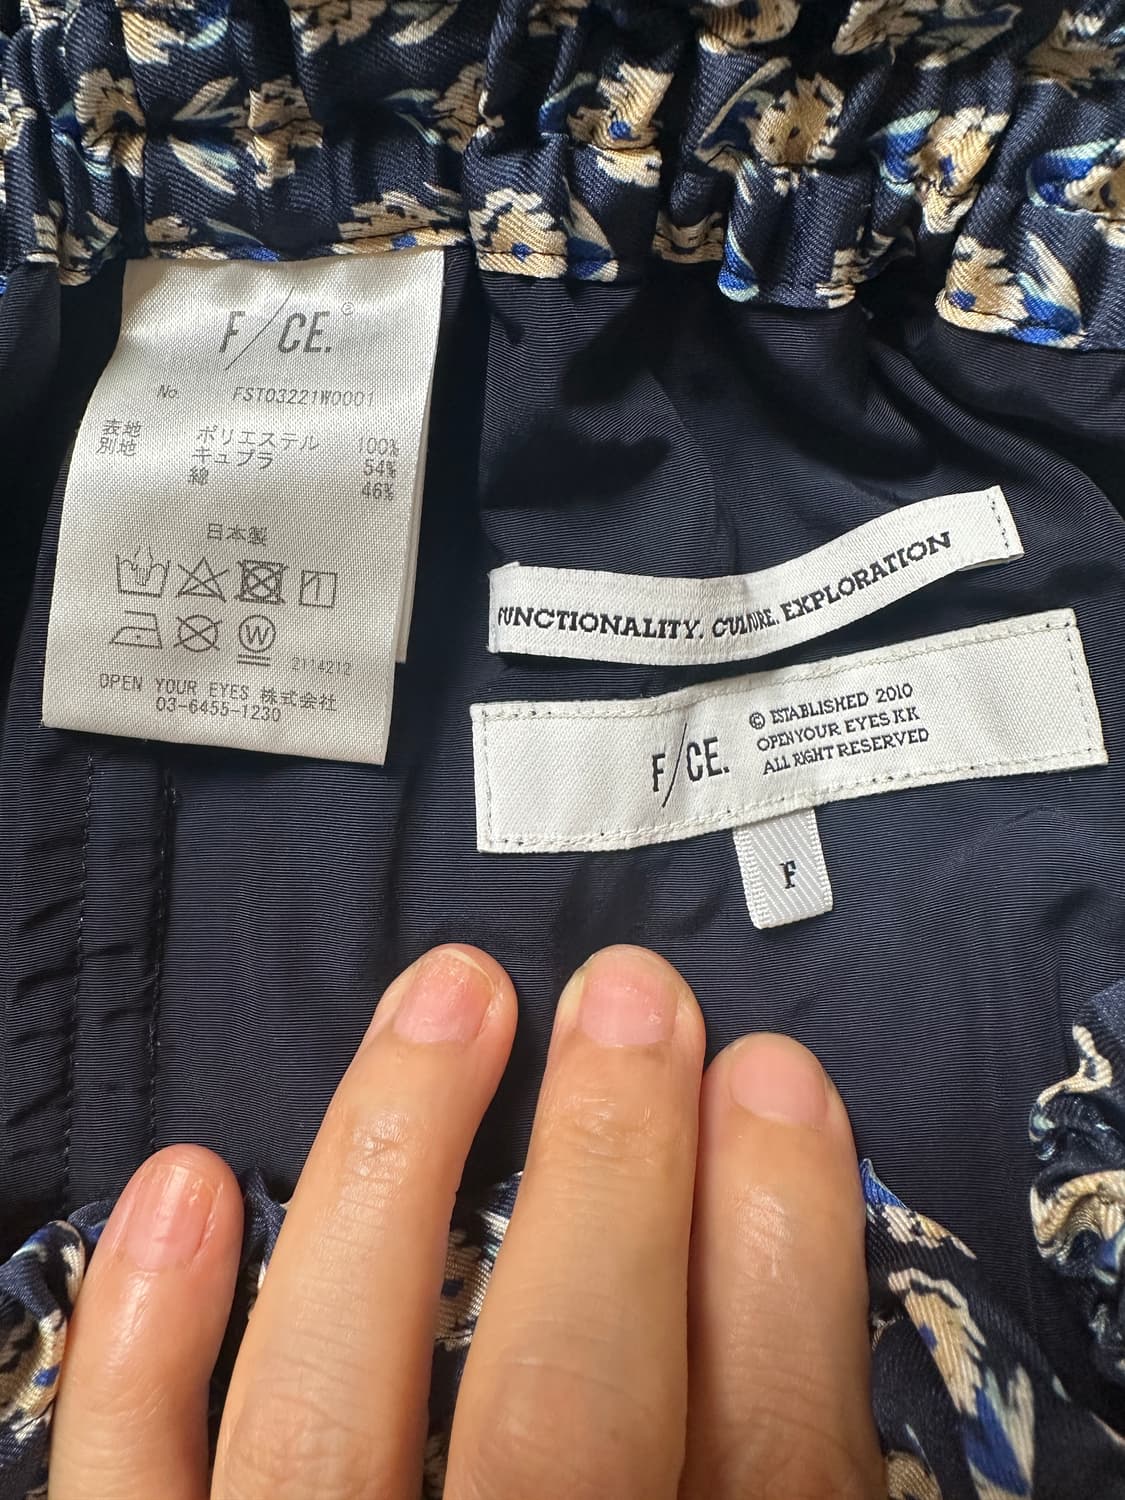 F/CE.®
No. FST03221W0001
表地 ポリエステル 100%
別地 キュプラ 54%
綿 46%
日本製
W
2114212
OPEN YOUR EYES 株式会社
03-6455-1230
FUNCTIONALITY. CULTURE. EXPLORATION
F/CE.
© ESTABLISHED 2010
OPEN YOUR EYES KK
ALL RIGHT RESERVED
F